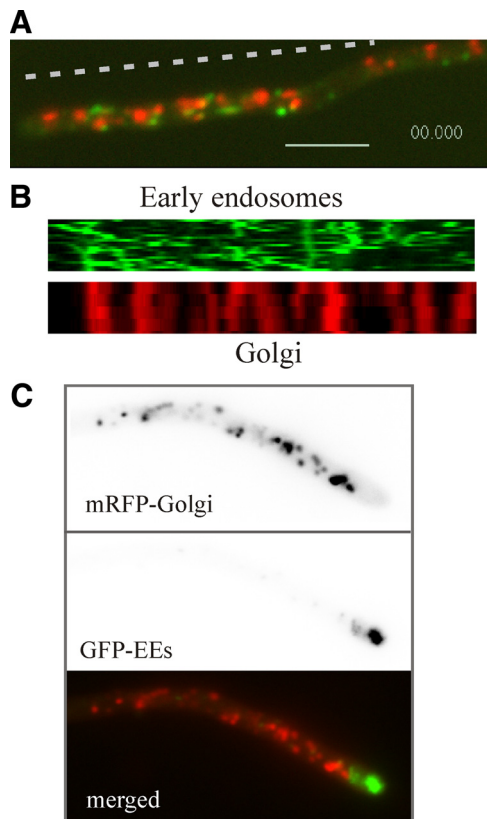 A
00.000
B
Early endosomes
Golgi
C
mRFP-Golgi
GFP-EEs
merged